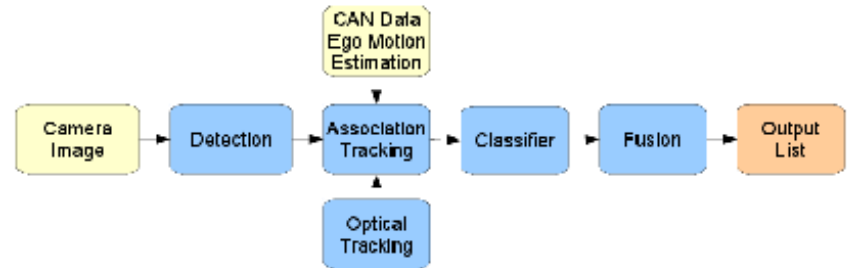 CAN Data
Ego Motion
Estimation
Camera
Image
Detection
Association
Tracking
Classifier
Fusion
Output
List
Optical
Tracking